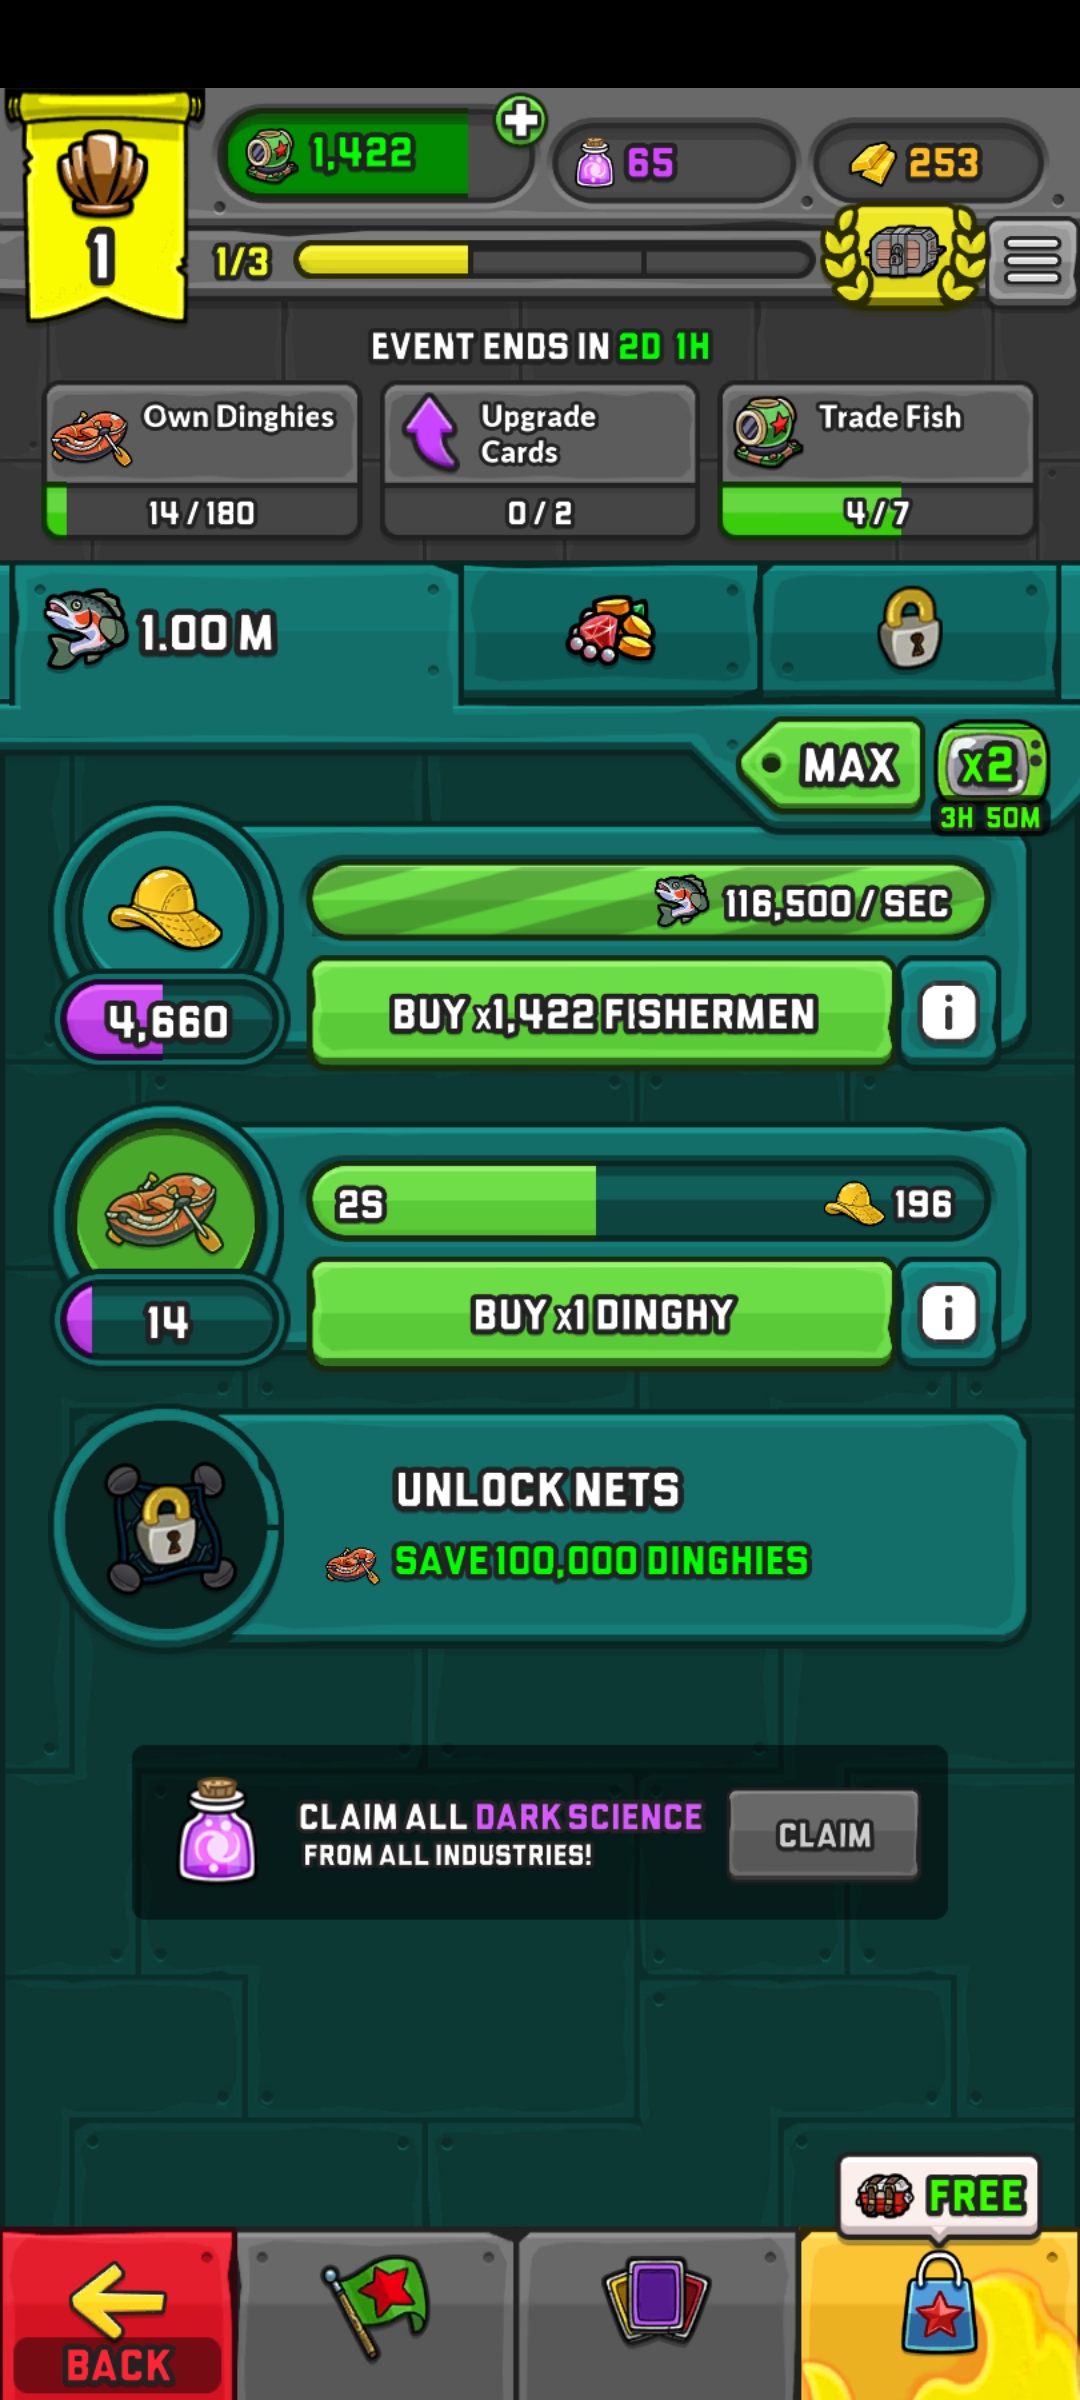 1,422
65
253
1
1/3
EVENT ENDS IN 2D 1H
Own Dinghies
14 / 180
Upgrade
Cards
0 / 2
Trade Fish
4 / 7
1.00 M
MAX
x2
3H 50M
116,500 / SEC
4,660
BUY x1,422 FISHERMEN
i
2S
196
14
BUY x1 DINGHY
i
UNLOCK NETS
SAVE 100,000 DINGHIES
CLAIM ALL DARK SCIENCE
FROM ALL INDUSTRIES!
CLAIM
FREE
BACK